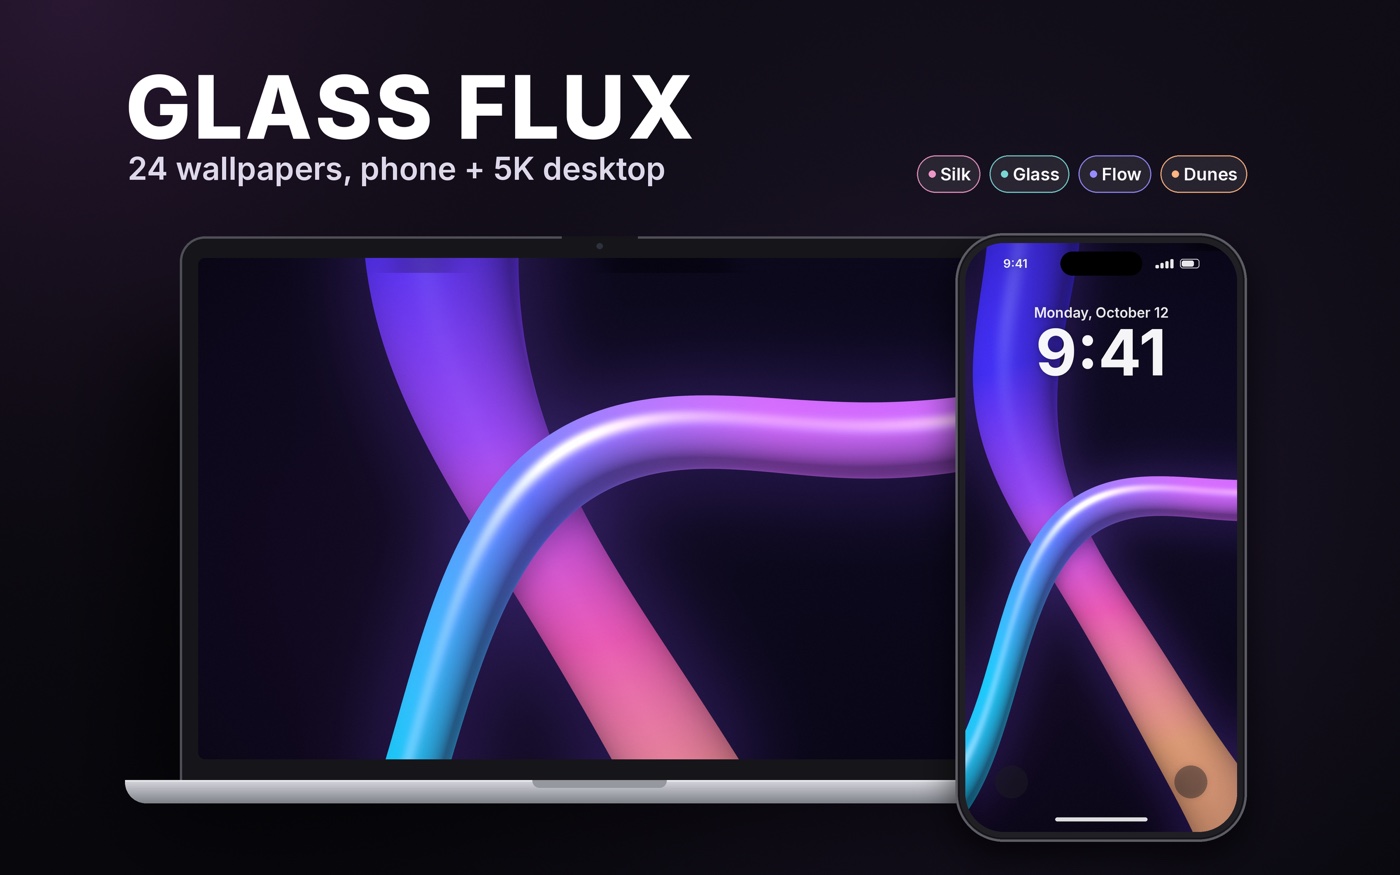 GLASS FLUX
24 wallpapers, phone + 5K desktop
Silk
Glass
Flow
Dunes
9:41
Monday, October 12
9:41